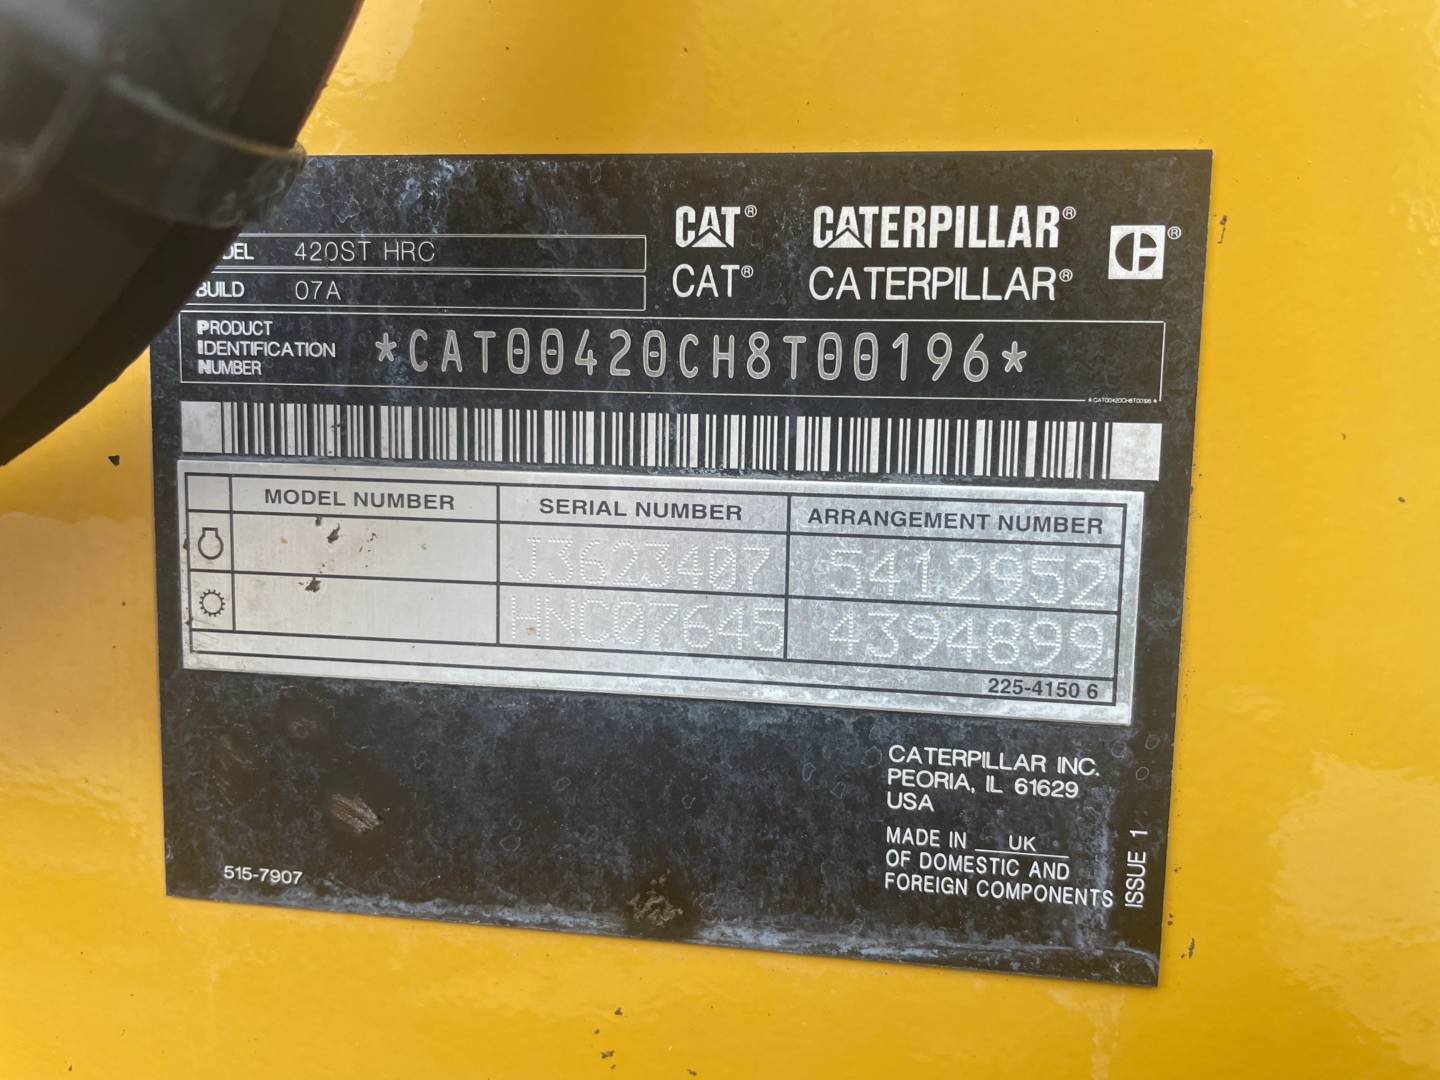 CAT® CATERPILLAR®
CAT® CATERPILLAR®
DEL 420ST HRC
BUILD 07A
PRODUCT
IDENTIFICATION
NUMBER
*CAT00420CH8T00196*
*CAT00420CH8T00196*
MODEL NUMBER SERIAL NUMBER ARRANGEMENT NUMBER
J3623407 5412952
HNC07645 4394899
225-4150 6
CATERPILLAR INC.
PEORIA, IL 61629
USA
MADE IN UK
OF DOMESTIC AND
FOREIGN COMPONENTS
ISSUE 1
515-7907